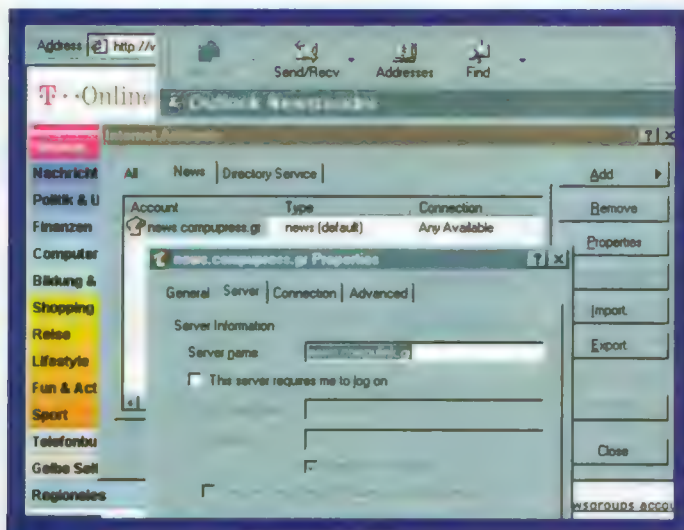 Address http://v
Send/Recv Addresses Find
T · · Online
Outlook Newsreader
Internet Accounts
Nachricht
Politik & U
Finanzen
Computer
Bildung &
Shopping
Reise
Lifestyle
Fun & Act
Sport
Telefonbu
Gelbe Seit
Regionales
All News Directory Service
Account Type Connection
news.compupress.gr news (default) Any Available
Add
Remove
Properties
Import
Export
Close
news.compupress.gr Properties
General Server Connection Advanced
Server Information
Server name
This server requires me to log on
wsgroups accou